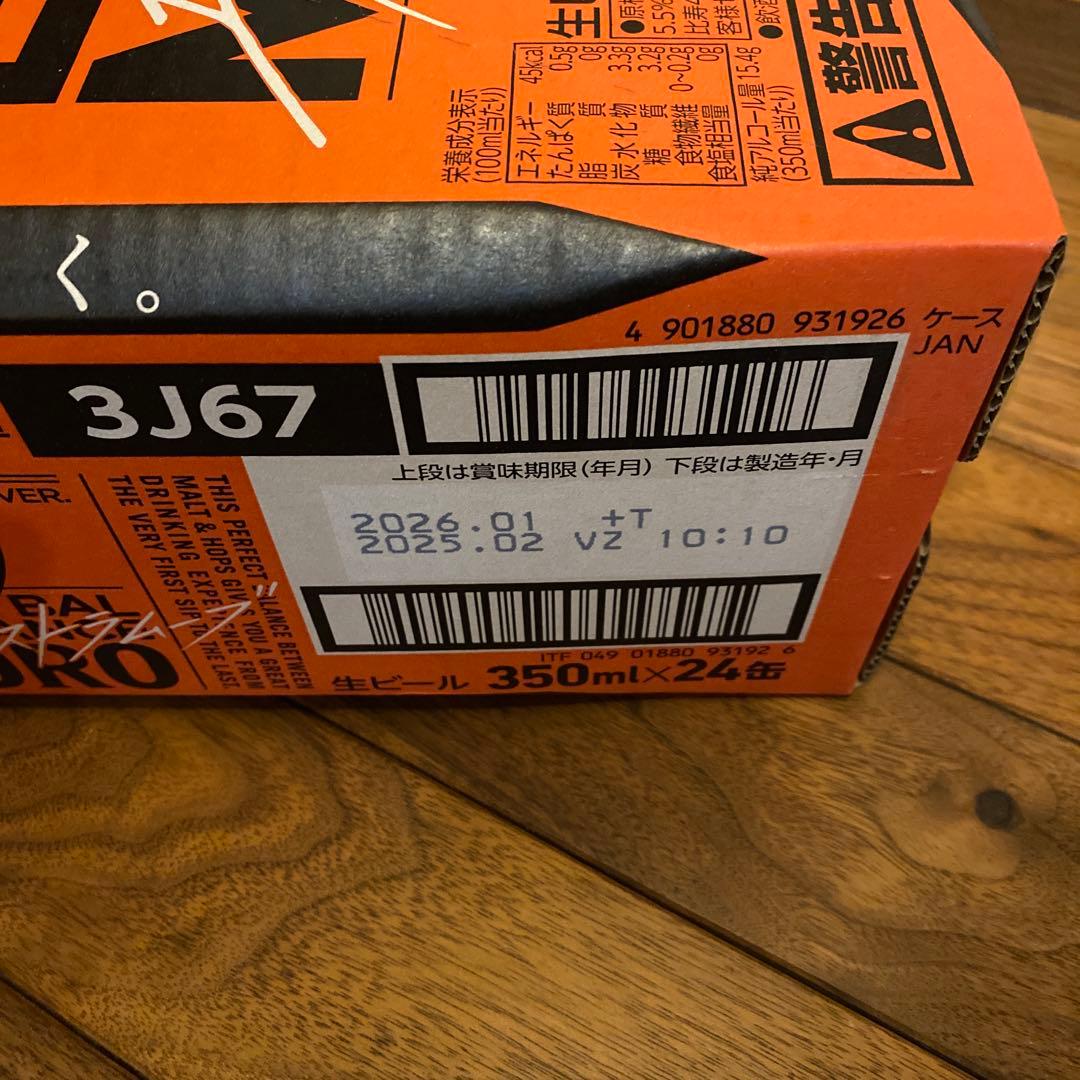 警告
生ビ
5.5%
栄養成分表示
(100ml当たり)
エネルギー 45kcal
たんぱく質 0.5g
脂質 0g
炭水化物 3.3g
糖質 3.2g
食物繊維 0~0.2g
食塩相当量 0g
純アルコール量 15.4g
(350ml当たり)
く。
4 901880 931926 ケース
JAN
3J67
上段は賞味期限(年月) 下段は製造年・月
2026.01 +T
2025.02 VZ 10:10
VER.
THIS PERFECT BALANCE BETWEEN
MALT & HOPS GIVES YOU A GREAT
DRINKING EXPERIENCE FROM
THE VERY FIRST SIP TO THE LAST.
ストラムーブ
ITF 049 01880 93192 6
生ビール 350ml×24缶